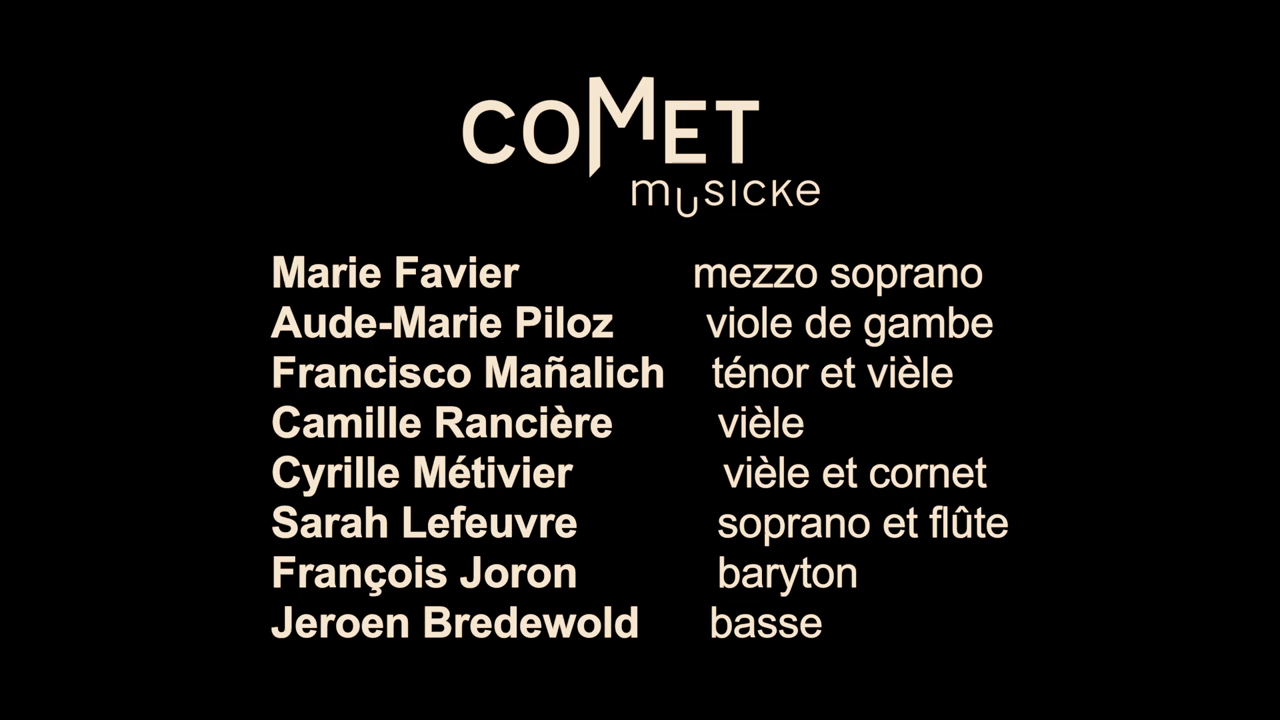 COMET
musicke
Marie Favier mezzo soprano
Aude-Marie Piloz viole de gambe
Francisco Mañalich ténor et vièle
Camille Rancière vièle
Cyrille Métivier vièle et cornet
Sarah Lefeuvre soprano et flûte
François Joron baryton
Jeroen Bredewold basse